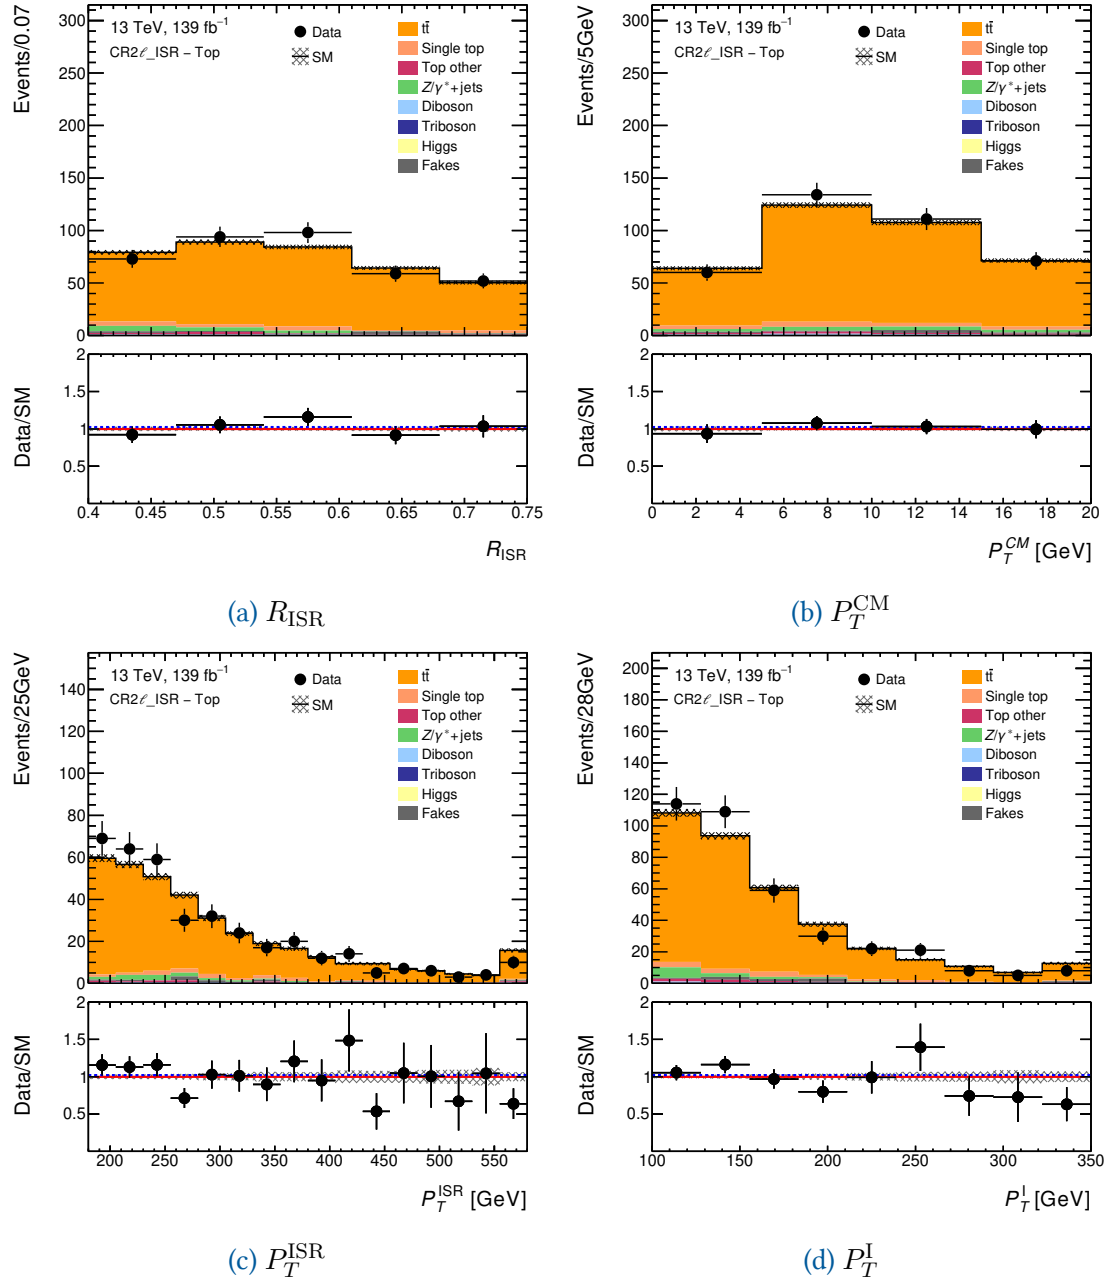 Events/0.07
300
250
200
150
100
50
0
13 TeV, 139 fb⁻¹
CR2ℓ_ISR − Top
Data
SM
tt̄
Single top
Top other
Z/γ*+jets
Diboson
Triboson
Higgs
Fakes
Data/SM
2
1.5
1
0.5
0.4 0.45 0.5 0.55 0.6 0.65 0.7 0.75
R_ISR
(a) R_ISR
Events/5GeV
300
250
200
150
100
50
0
13 TeV, 139 fb⁻¹
CR2ℓ_ISR − Top
Data
SM
tt̄
Single top
Top other
Z/γ*+jets
Diboson
Triboson
Higgs
Fakes
Data/SM
2
1.5
1
0.5
0 2 4 6 8 10 12 14 16 18 20
P_T^CM [GeV]
(b) P_T^CM
Events/25GeV
140
120
100
80
60
40
20
0
13 TeV, 139 fb⁻¹
CR2ℓ_ISR − Top
Data
SM
tt̄
Single top
Top other
Z/γ*+jets
Diboson
Triboson
Higgs
Fakes
Data/SM
2
1.5
1
0.5
200 250 300 350 400 450 500 550
P_T^ISR [GeV]
(c) P_T^ISR
Events/28GeV
200
180
160
140
120
100
80
60
40
20
0
13 TeV, 139 fb⁻¹
CR2ℓ_ISR − Top
Data
SM
tt̄
Single top
Top other
Z/γ*+jets
Diboson
Triboson
Higgs
Fakes
Data/SM
2
1.5
1
0.5
100 150 200 250 300 350
P_T^I [GeV]
(d) P_T^I